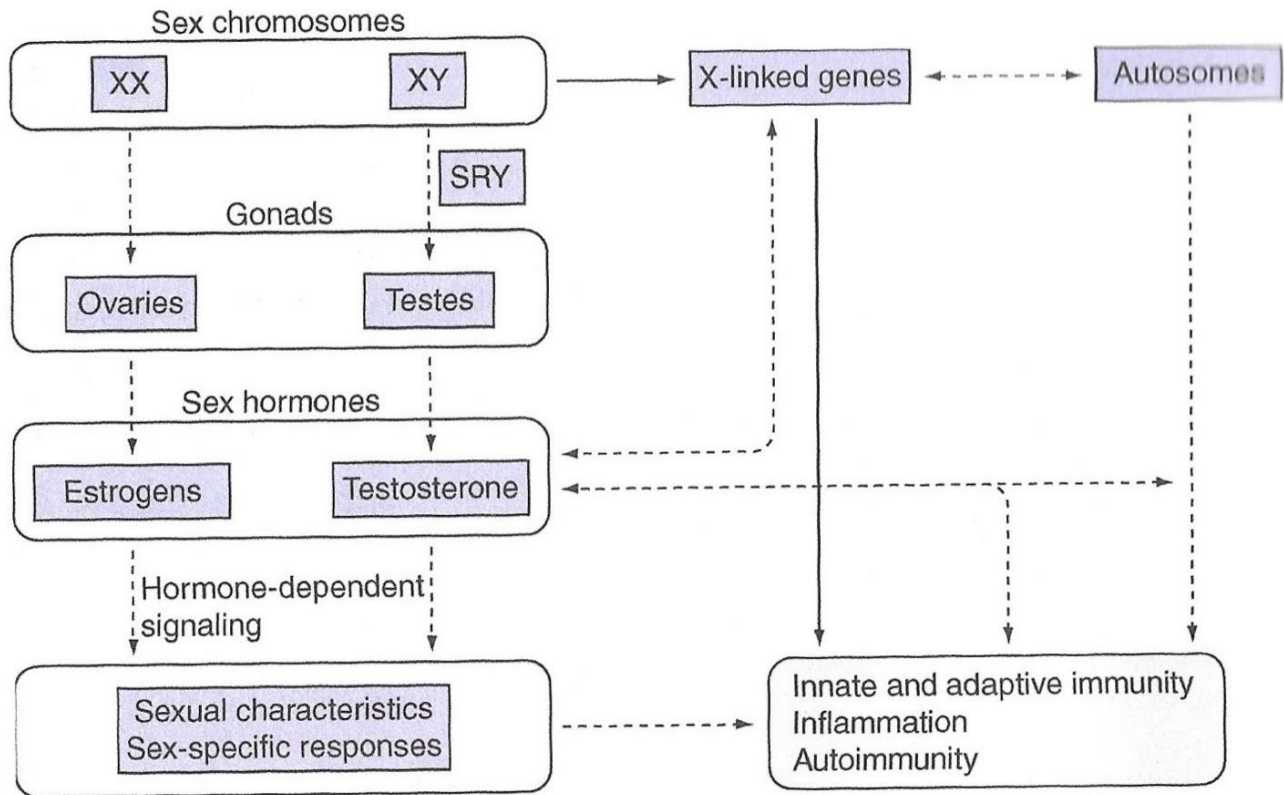 Sex chromosomes
XX
XY
X-linked genes
Autosomes
SRY
Gonads
Ovaries
Testes
Sex hormones
Estrogens
Testosterone
Hormone-dependent
signaling
Sexual characteristics
Sex-specific responses
Innate and adaptive immunity
Inflammation
Autoimmunity